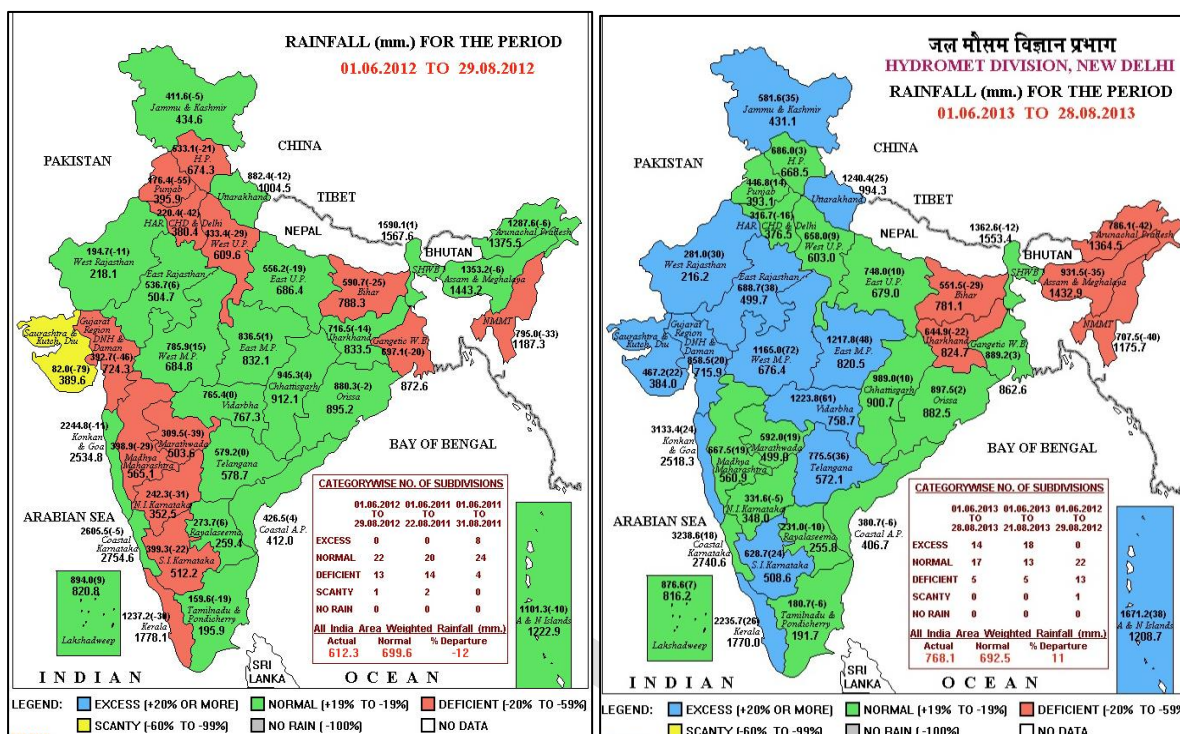 RAINFALL (mm.) FOR THE PERIOD
01.06.2012 TO 29.08.2012
411.6(-5)
Jammu & Kashmir
434.6
CHINA
PAKISTAN
533.1(-21)
H.P.
674.3
176.4(-55)
Punjab
395.9
882.4(-12)
1004.5
Uttarakhand
TIBET
220.4(-42)
HAR CHD & Delhi
380.4
433.4(-29)
West U.P.
609.6
NEPAL
1590.1(1)
1567.6
BHUTAN
1287.6(-6)
Arunachal Pradesh
1375.5
194.7(-11)
West Rajasthan
218.1
East Rajasthan
536.7(6)
504.7
556.2(-19)
East U.P.
686.4
590.7(-25)
Bihar
788.3
SHWB
1353.2(-6)
Assam & Meghalaya
1443.2
NMMT
795.0(-33)
1187.3
Saurashtra &
Kutch, Diu
82.0(-79)
389.6
Gujarat
Region
DNH &
Daman
392.7(-46)
724.3
785.9(15)
West M.P.
684.8
836.5(1)
East M.P.
832.1
716.5(-14)
Jharkhand
833.5
Gangetic W.B.
697.1(-20)
872.6
945.3(4)
Chhattisgarh
912.1
880.3(-2)
Orissa
895.2
765.4(0)
Vidarbha
767.3
2244.8(-11)
Konkan
& Goa
2534.8
398.9(-29)
Madhya
Maharashtra
565.1
309.5(-39)
Marathwada
503.6
579.2(0)
Telangana
578.7
BAY OF BENGAL
242.3(-31)
N.I.Karnataka
352.5
ARABIAN SEA
2605.5(-5)
Coastal
Karnataka
2754.6
273.7(6)
Rayalaseema
259.4
426.5(4)
Coastal A.P.
412.0
399.3(-22)
S.I.Karnataka
512.2
894.0(9)
820.8
Lakshadweep
1237.2(-30)
Kerala
1778.1
159.6(-19)
Tamilnadu &
Pondicherry
195.9
1101.3(-10)
A & N Islands
1222.9
CATEGORYWISE NO. OF SUBDIVISIONS
01.06.2012 01.06.2011 01.06.2011
TO TO TO
29.08.2012 22.08.2011 31.08.2011
EXCESS 0 0 8
NORMAL 22 20 24
DEFICIENT 13 14 4
SCANTY 1 2 0
NO RAIN 0 0 0
All India Area Weighted Rainfall (mm.)
Actual Normal % Departure
612.3 699.6 -12
SRI
LANKA
INDIAN OCEAN
LEGEND: EXCESS (+20% OR MORE) NORMAL (+19% TO -19%) DEFICIENT (-20% TO -59%)
SCANTY (-60% TO -99%) NO RAIN (-100%) NO DATA
जल मौसम विज्ञान प्रभाग
HYDROMET DIVISION, NEW DELHI
RAINFALL (mm.) FOR THE PERIOD
01.06.2013 TO 28.08.2013
581.6(35)
Jammu & Kashmir
431.1
CHINA
PAKISTAN
686.0(3)
H.P.
668.5
446.8(14)
Punjab
393.1
1240.4(25)
994.3
Uttarakhand
TIBET
316.7(-16)
HAR CHD & Delhi
376.5
658.0(9)
West U.P.
603.0
NEPAL
1362.6(-12)
1553.4
BHUTAN
786.1(-42)
Arunachal Pradesh
1364.5
281.0(30)
West Rajasthan
216.2
East Rajasthan
688.7(38)
499.7
748.0(10)
East U.P.
679.0
551.5(-29)
Bihar
781.1
SHWB
931.5(-35)
Assam & Meghalaya
1432.9
NMMT
707.5(-40)
1175.7
Saurashtra &
Kutch, Diu
467.2(22)
384.0
Gujarat
Region
DNH &
Daman
858.5(20)
715.9
1165.0(72)
West M.P.
676.4
1217.8(48)
East M.P.
820.5
644.9(-22)
Jharkhand
824.7
Gangetic W.B.
889.2(3)
862.6
989.0(10)
Chhattisgarh
900.7
897.5(2)
Orissa
882.5
1223.8(61)
Vidarbha
758.7
3133.4(24)
Konkan
& Goa
2518.3
667.5(19)
Madhya
Maharashtra
560.9
592.0(19)
Marathwada
499.8
775.5(36)
Telangana
572.1
BAY OF BENGAL
331.6(-5)
N.I.Karnataka
348.0
ARABIAN SEA
3238.6(18)
Coastal
Karnataka
2740.6
231.0(-10)
Rayalaseema
255.8
380.7(-6)
Coastal A.P.
406.7
628.7(24)
S.I.Karnataka
508.6
876.6(7)
816.2
Lakshadweep
2235.7(26)
Kerala
1770.0
180.7(-6)
Tamilnadu &
Pondicherry
191.7
1671.2(38)
A & N Islands
1208.7
CATEGORYWISE NO. OF SUBDIVISIONS
01.06.2013 01.06.2013 01.06.2012
TO TO TO
28.08.2013 21.08.2013 29.08.2012
EXCESS 14 18 0
NORMAL 17 13 22
DEFICIENT 5 5 13
SCANTY 0 0 1
NO RAIN 0 0 0
All India Area Weighted Rainfall (mm.)
Actual Normal % Departure
768.1 692.5 11
SRI
LANKA
INDIAN OCEAN
LEGEND: EXCESS (+20% OR MORE) NORMAL (+19% TO -19%) DEFICIENT (-20% TO -59%)
SCANTY (-60% TO -99%) NO RAIN (-100%) NO DATA